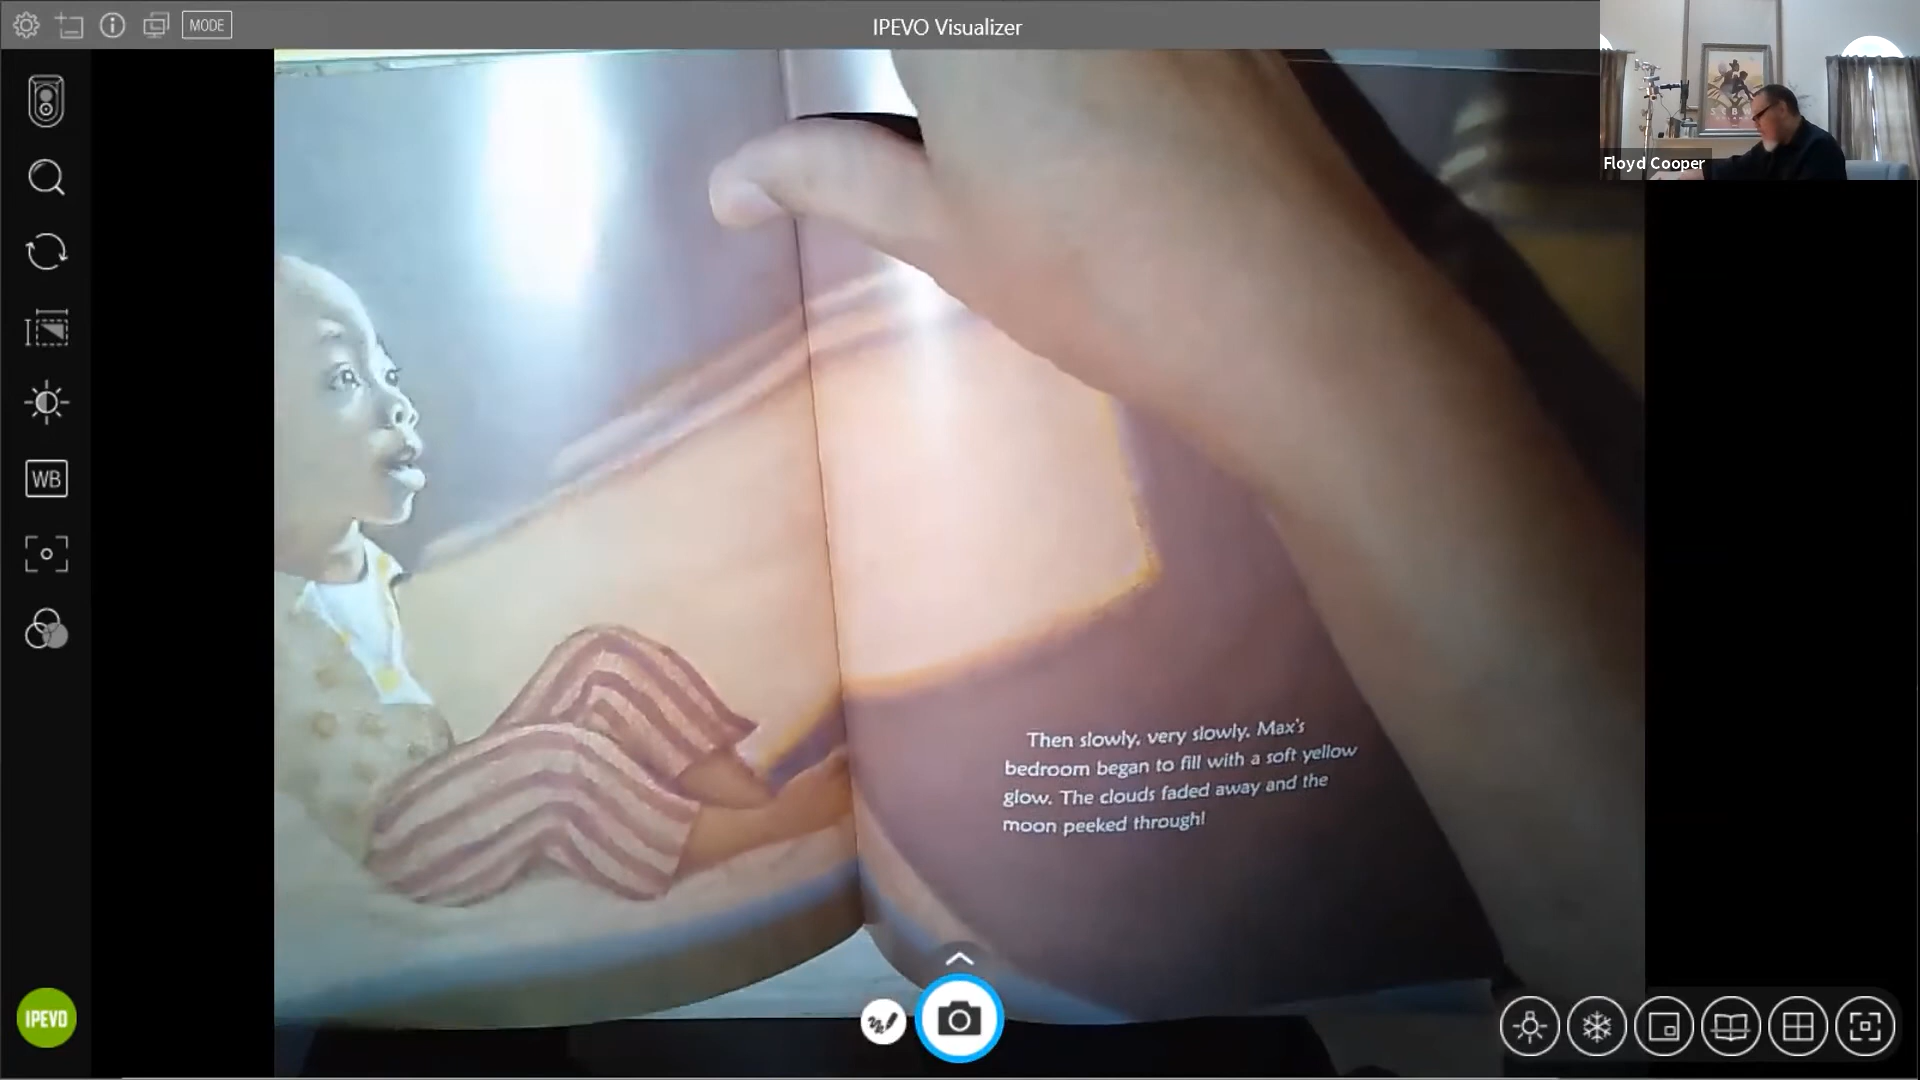 MODE
IPEVO Visualizer
Floyd Cooper
WB
Then slowly, very slowly, Max's
bedroom began to fill with a soft yellow
glow. The clouds faded away and the
moon peeked through!
IPEVO